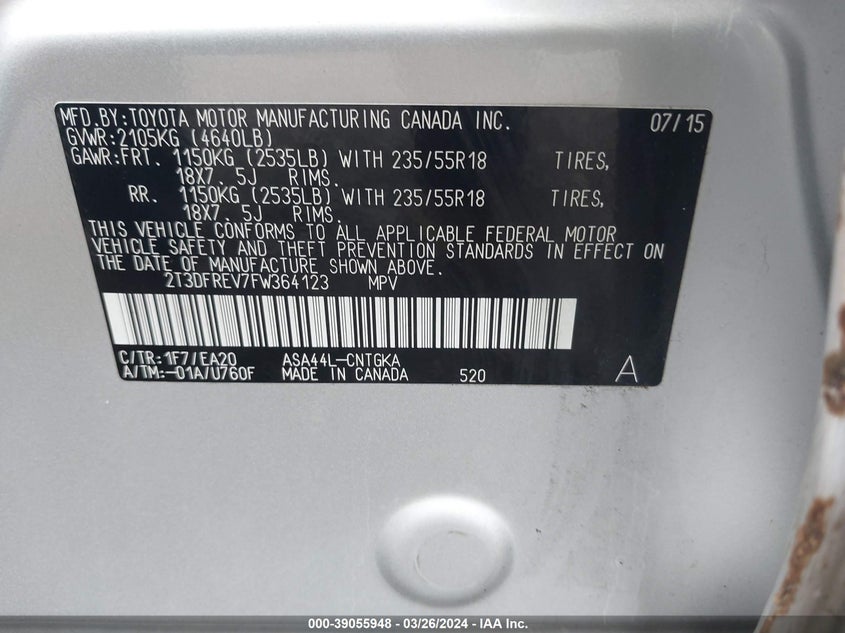 MFD.BY:TOYOTA MOTOR MANUFACTURING CANADA INC. 07/15
GVWR:2105KG (4640LB)
GAWR:FRT. 1150KG (2535LB) WITH 235/55R18 TIRES,
18X7.5J RIMS.
RR. 1150KG (2535LB) WITH 235/55R18 TIRES,
18X7.5J RIMS.
THIS VEHICLE CONFORMS TO ALL APPLICABLE FEDERAL MOTOR
VEHICLE SAFETY AND THEFT PREVENTION STANDARDS IN EFFECT ON
THE DATE OF MANUFACTURE SHOWN ABOVE.
2T3DFREV7FW364123 MPV
C/TR:1F7/EA20 ASA44L-CNTGKA
A/TM:-01A/U760F MADE IN CANADA 520 A
000-39055948 - 03/26/2024 - IAA Inc.